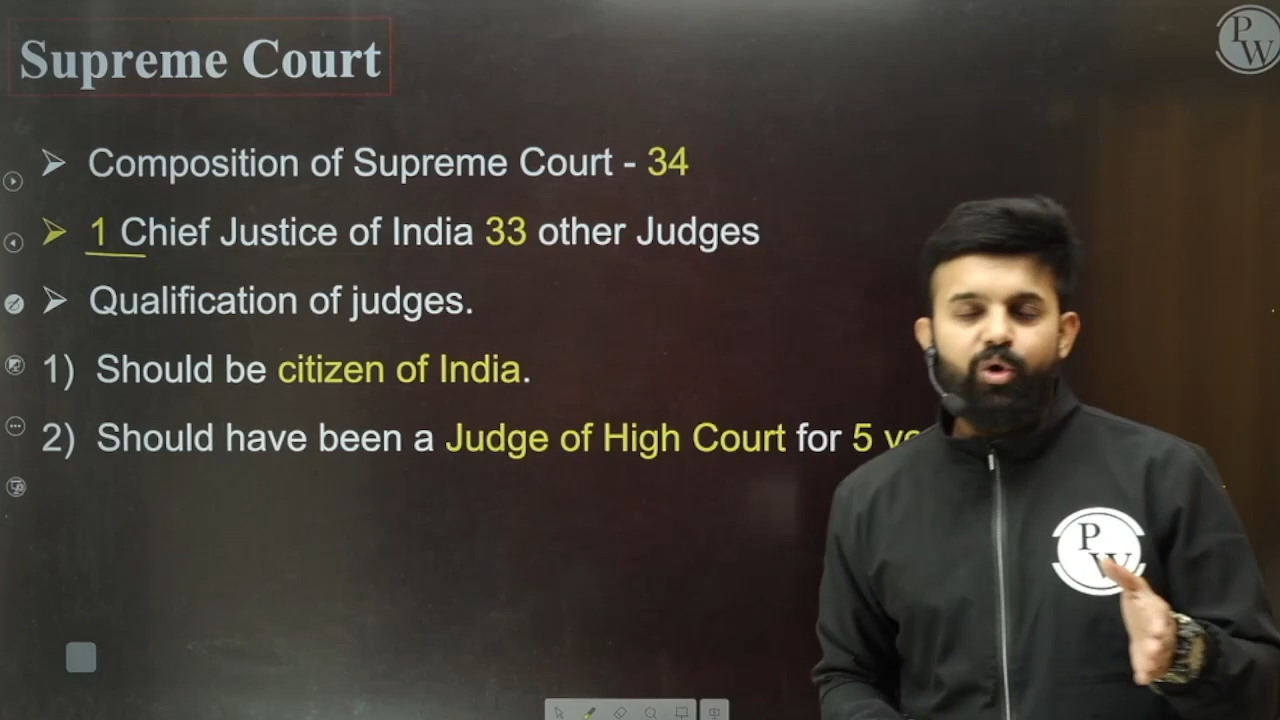 Supreme Court
PW
➢ Composition of Supreme Court - 34
➢ 1 Chief Justice of India 33 other Judges
➢ Qualification of judges.
1) Should be citizen of India.
2) Should have been a Judge of High Court for 5
PW